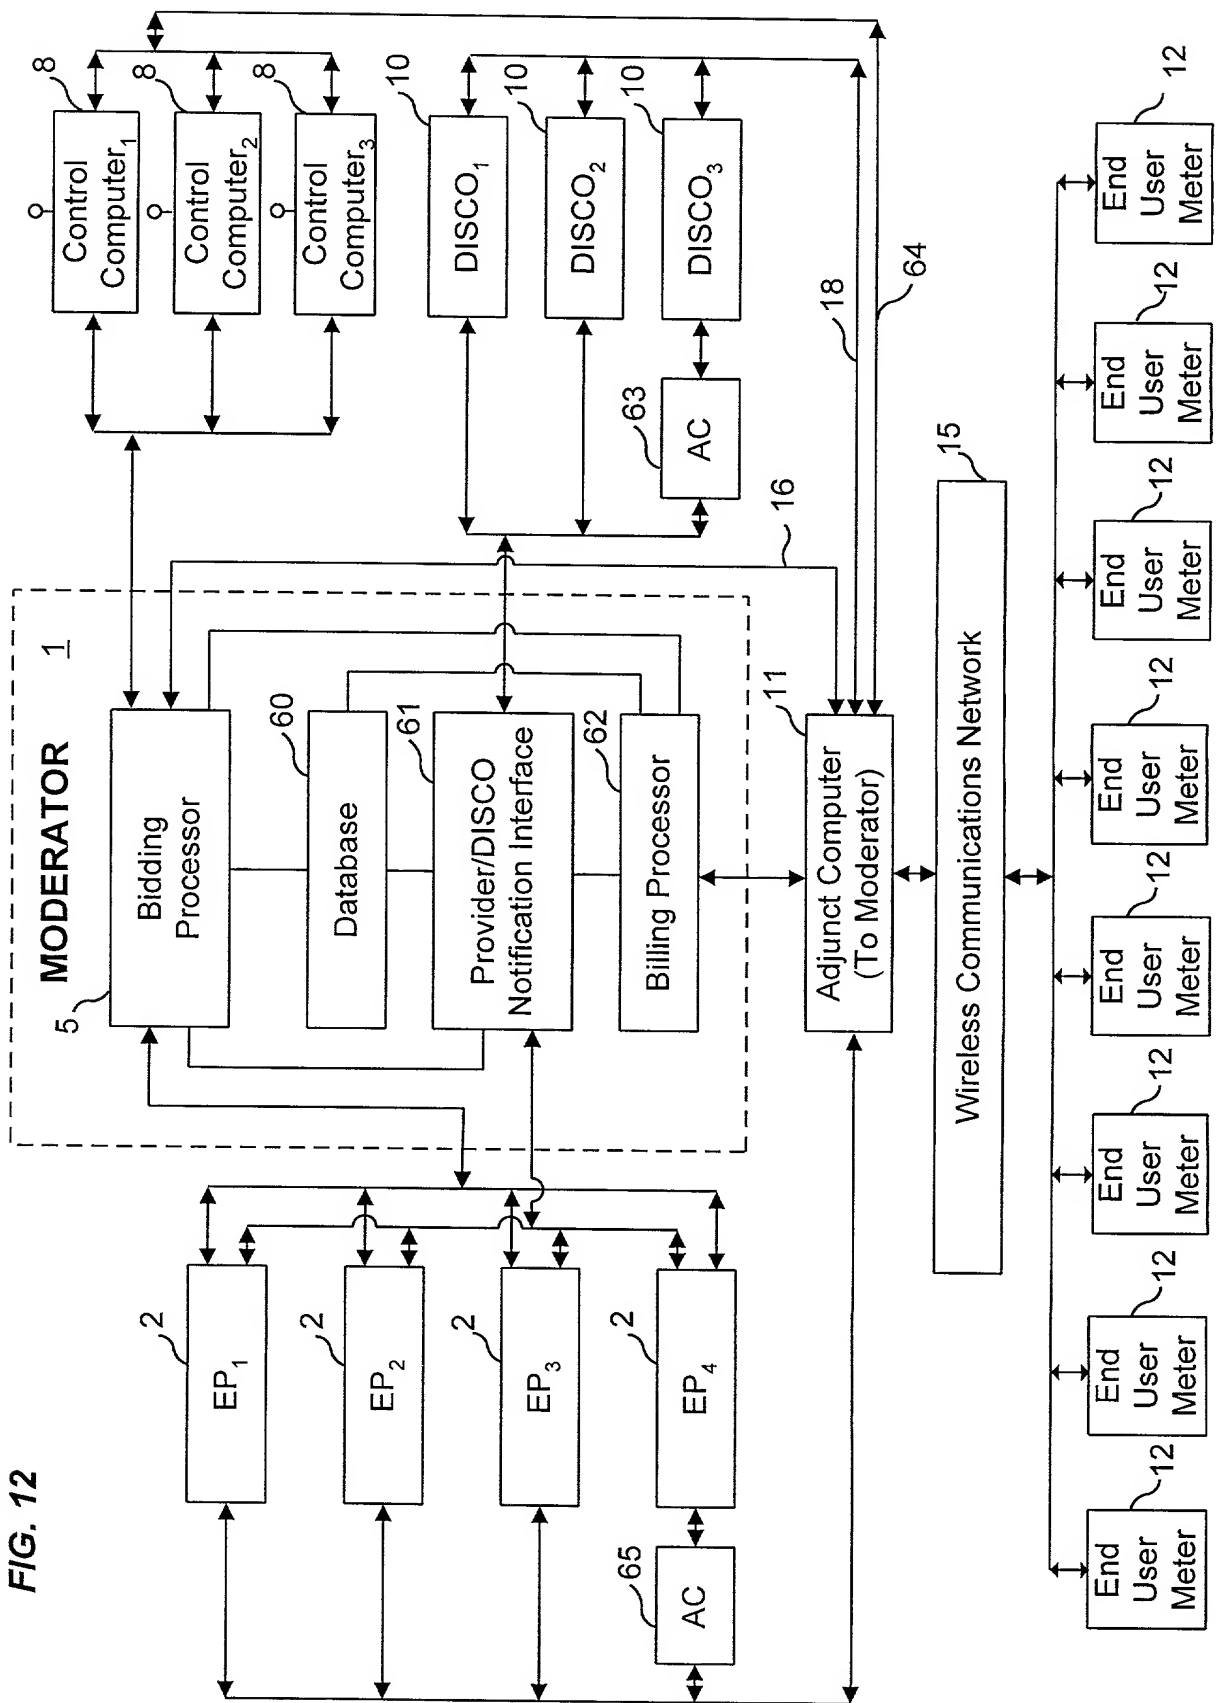 FIG. 12
MODERATOR
1
5
Bidding
Processor
60
Database
61
Provider/DISCO
Notification Interface
62
Billing Processor
2
EP1
2
EP2
2
EP3
2
EP4
65
AC
8
Control
Computer1
8
Control
Computer2
8
Control
Computer3
10
DISCO1
10
DISCO2
10
DISCO3
63
AC
16
18
64
11
Adjunct Computer
(To Moderator)
15
Wireless Communications Network
12
End
User
Meter
12
End
User
Meter
12
End
User
Meter
12
End
User
Meter
12
End
User
Meter
12
End
User
Meter
12
End
User
Meter
12
End
User
Meter